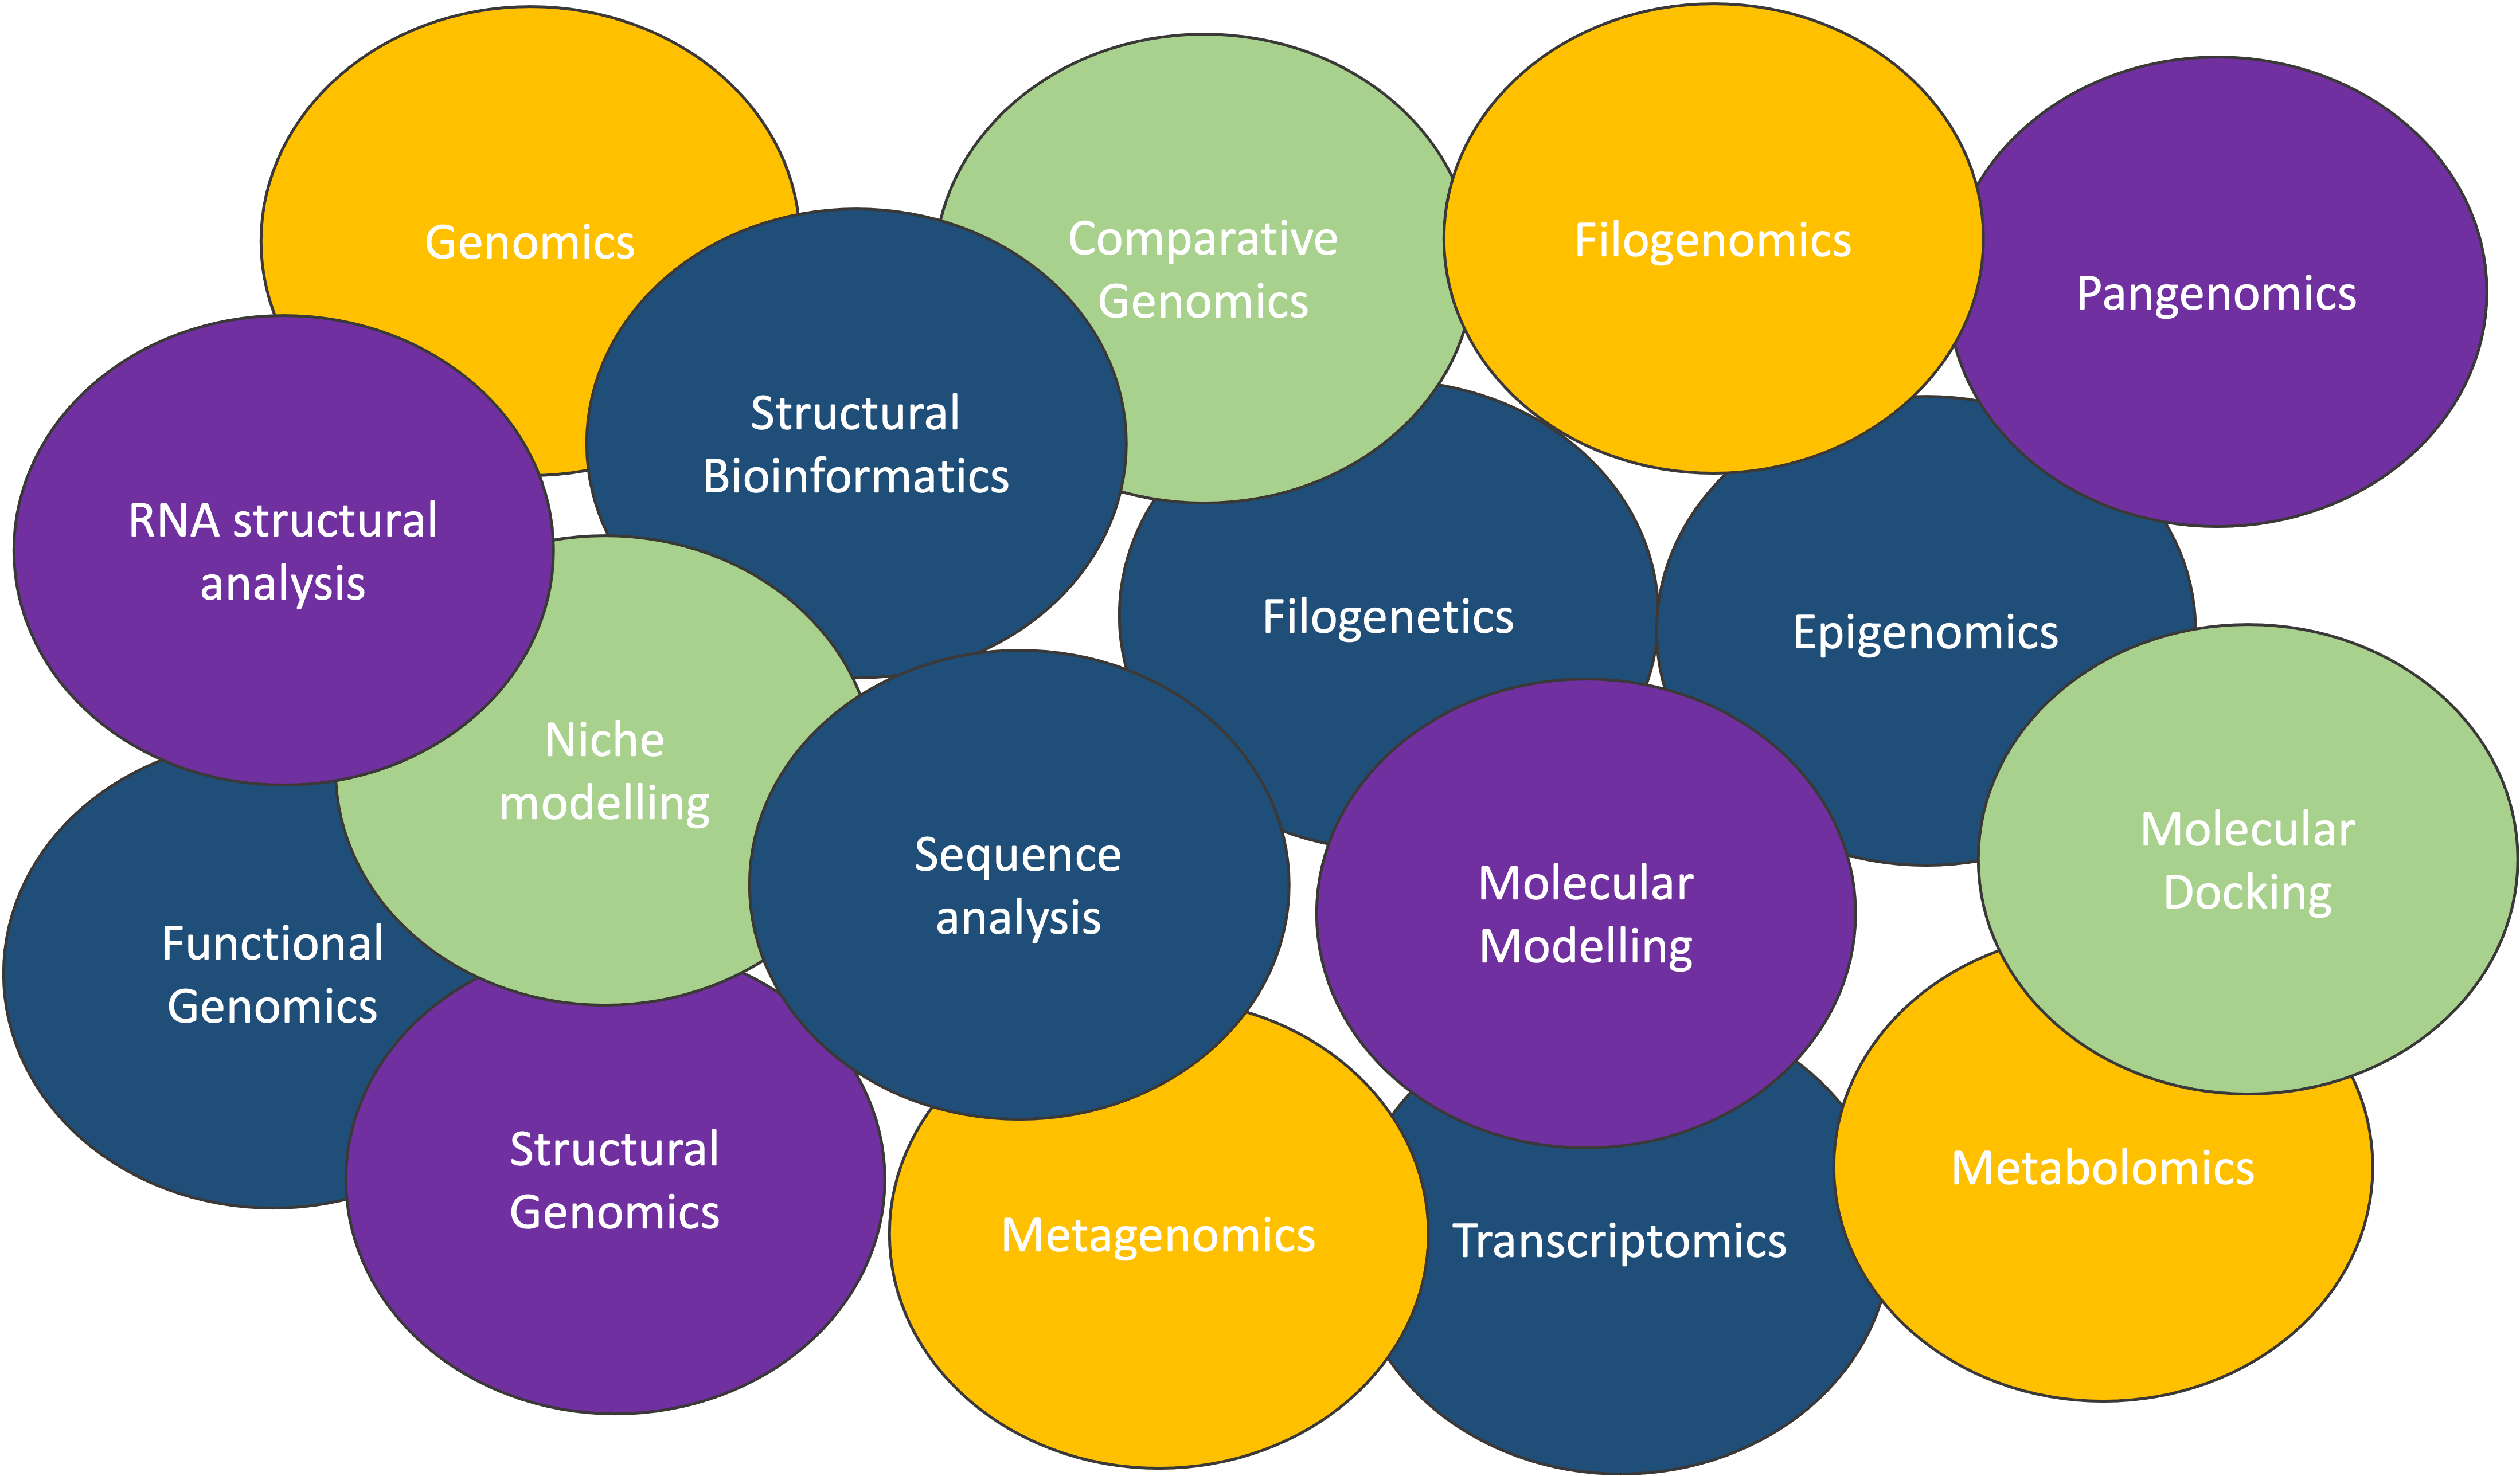 Genomics
Comparative
Genomics
Filogenomics
Pangenomics
Structural
Bioinformatics
RNA structural
analysis
Filogenetics
Epigenomics
Niche
modelling
Sequence
analysis
Molecular
Modelling
Molecular
Docking
Functional
Genomics
Structural
Genomics
Metagenomics
Transcriptomics
Metabolomics